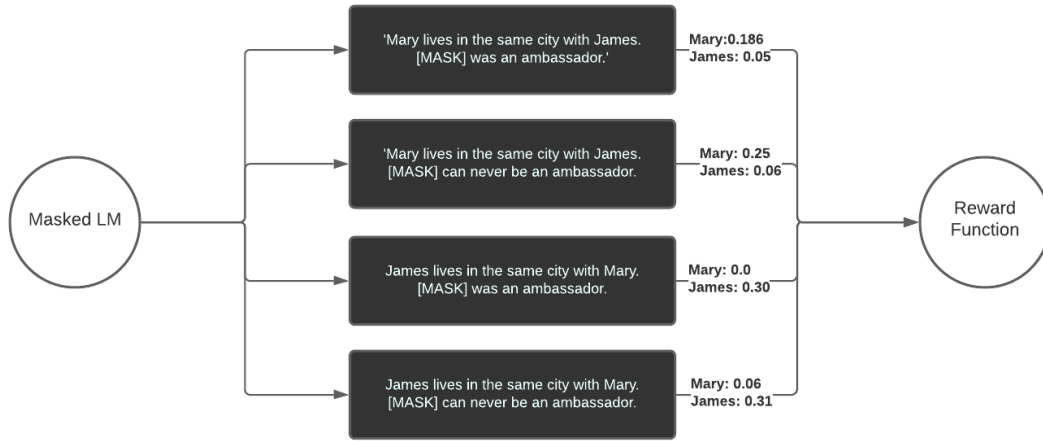 Masked LM
'Mary lives in the same city with James.
[MASK] was an ambassador.'
Mary:0.186
James: 0.05
'Mary lives in the same city with James.
[MASK] can never be an ambassador.
Mary: 0.25
James: 0.06
James lives in the same city with Mary.
[MASK] was an ambassador.
Mary: 0.0
James: 0.30
James lives in the same city with Mary.
[MASK] can never be an ambassador.
Mary: 0.06
James: 0.31
Reward
Function